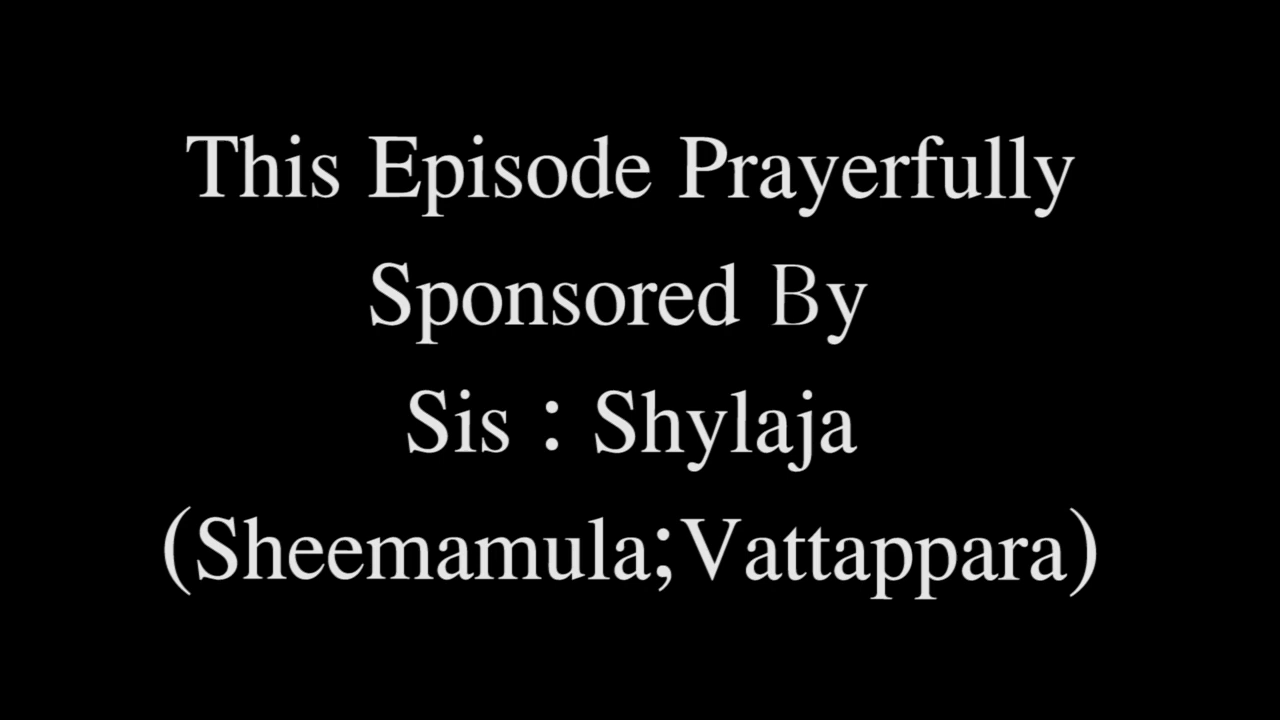 This Episode Prayerfully
Sponsored By
Sis : Shylaja
(Sheemamula;Vattappara)